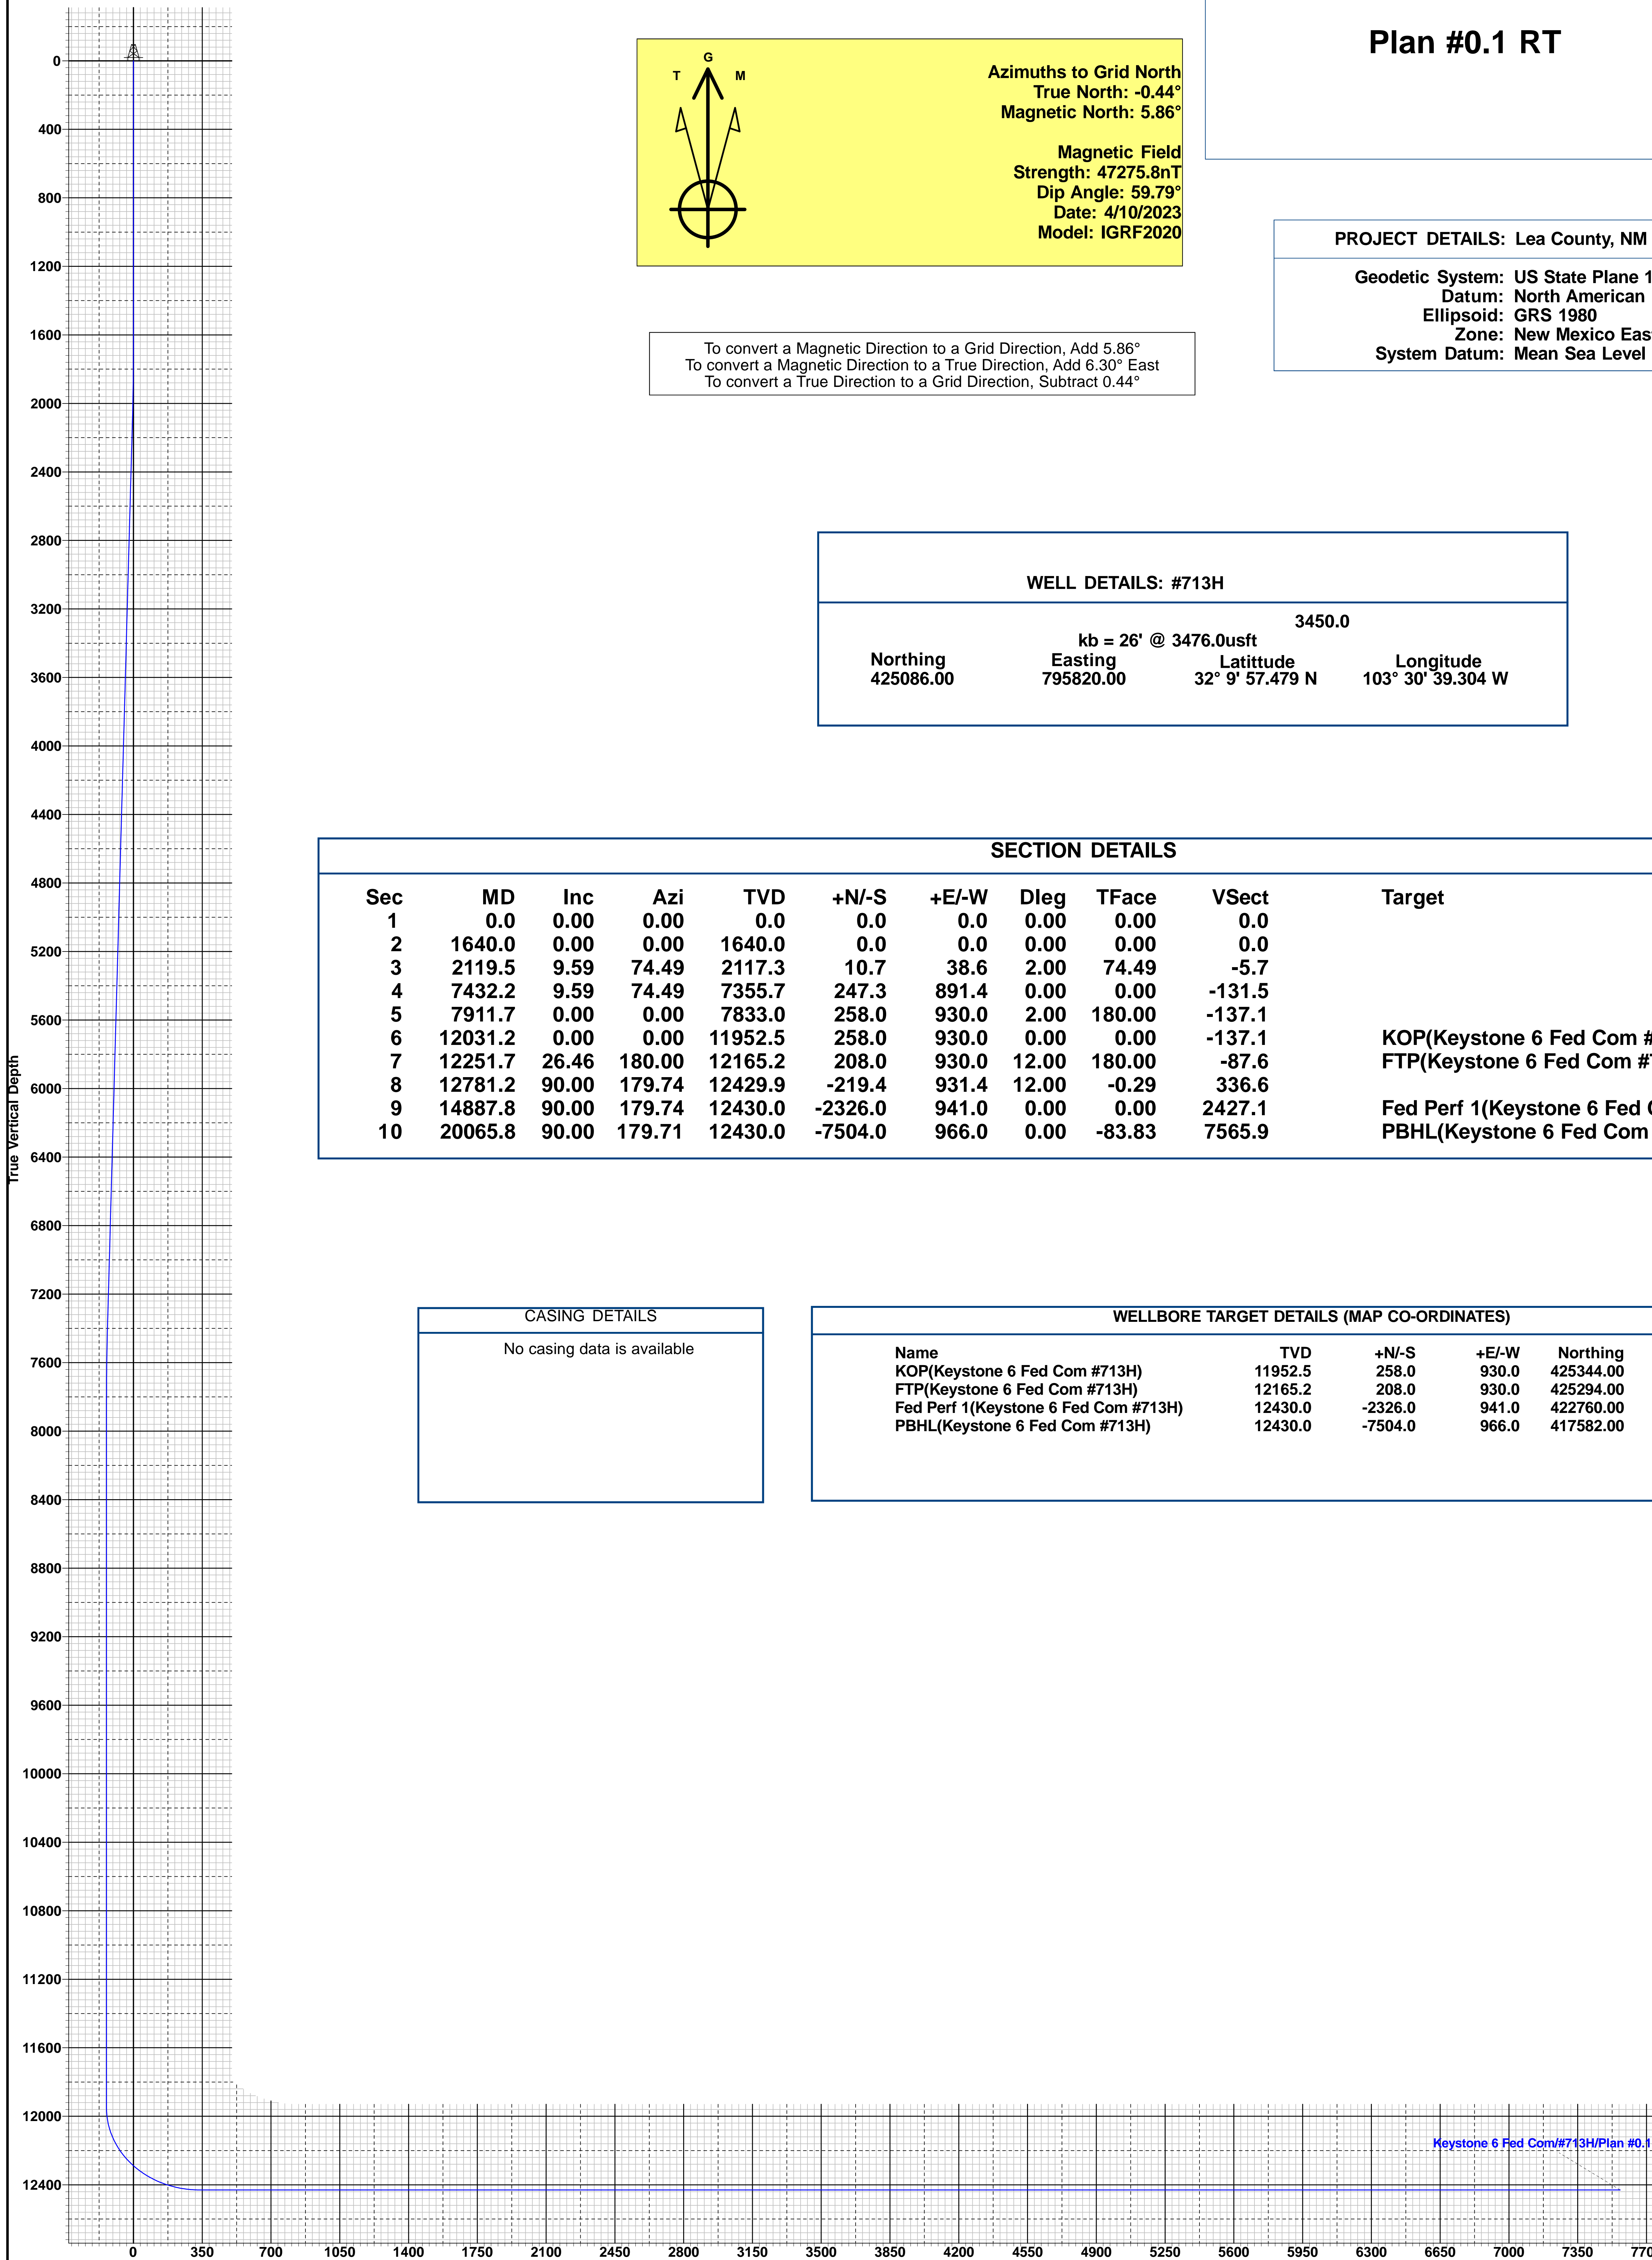 Plan #0.1 RT
G
T M
Azimuths to Grid North
True North: -0.44°
Magnetic North: 5.86°
Magnetic Field
Strength: 47275.8nT
Dip Angle: 59.79°
Date: 4/10/2023
Model: IGRF2020
PROJECT DETAILS: Lea County, NM
Geodetic System: US State Plane 1
Datum: North American
Ellipsoid: GRS 1980
Zone: New Mexico Eas
System Datum: Mean Sea Level
To convert a Magnetic Direction to a Grid Direction, Add 5.86°
To convert a Magnetic Direction to a True Direction, Add 6.30° East
To convert a True Direction to a Grid Direction, Subtract 0.44°
WELL DETAILS: #713H
3450.0
kb = 26' @ 3476.0usft
Northing Easting Latittude Longitude
425086.00 795820.00 32° 9' 57.479 N 103° 30' 39.304 W
SECTION DETAILS
Sec MD Inc Azi TVD +N/-S +E/-W Dleg TFace VSect Target
1 0.0 0.00 0.00 0.0 0.0 0.0 0.00 0.00 0.0
2 1640.0 0.00 0.00 1640.0 0.0 0.0 0.00 0.00 0.0
3 2119.5 9.59 74.49 2117.3 10.7 38.6 2.00 74.49 -5.7
4 7432.2 9.59 74.49 7355.7 247.3 891.4 0.00 0.00 -131.5
5 7911.7 0.00 0.00 7833.0 258.0 930.0 2.00 180.00 -137.1
6 12031.2 0.00 0.00 11952.5 258.0 930.0 0.00 0.00 -137.1 KOP(Keystone 6 Fed Com #
7 12251.7 26.46 180.00 12165.2 208.0 930.0 12.00 180.00 -87.6 FTP(Keystone 6 Fed Com #
8 12781.2 90.00 179.74 12429.9 -219.4 931.4 12.00 -0.29 336.6
9 14887.8 90.00 179.74 12430.0 -2326.0 941.0 0.00 0.00 2427.1 Fed Perf 1(Keystone 6 Fed
10 20065.8 90.00 179.71 12430.0 -7504.0 966.0 0.00 -83.83 7565.9 PBHL(Keystone 6 Fed Com
CASING DETAILS
No casing data is available
WELLBORE TARGET DETAILS (MAP CO-ORDINATES)
Name TVD +N/-S +E/-W Northing
KOP(Keystone 6 Fed Com #713H) 11952.5 258.0 930.0 425344.00
FTP(Keystone 6 Fed Com #713H) 12165.2 208.0 930.0 425294.00
Fed Perf 1(Keystone 6 Fed Com #713H) 12430.0 -2326.0 941.0 422760.00
PBHL(Keystone 6 Fed Com #713H) 12430.0 -7504.0 966.0 417582.00
True Vertical Depth
0
400
800
1200
1600
2000
2400
2800
3200
3600
4000
4400
4800
5200
5600
6000
6400
6800
7200
7600
8000
8400
8800
9200
9600
10000
10400
10800
11200
11600
12000
12400
Keystone 6 Fed Com/#713H/Plan #0.1
0 350 700 1050 1400 1750 2100 2450 2800 3150 3500 3850 4200 4550 4900 5250 5600 5950 6300 6650 7000 7350 770